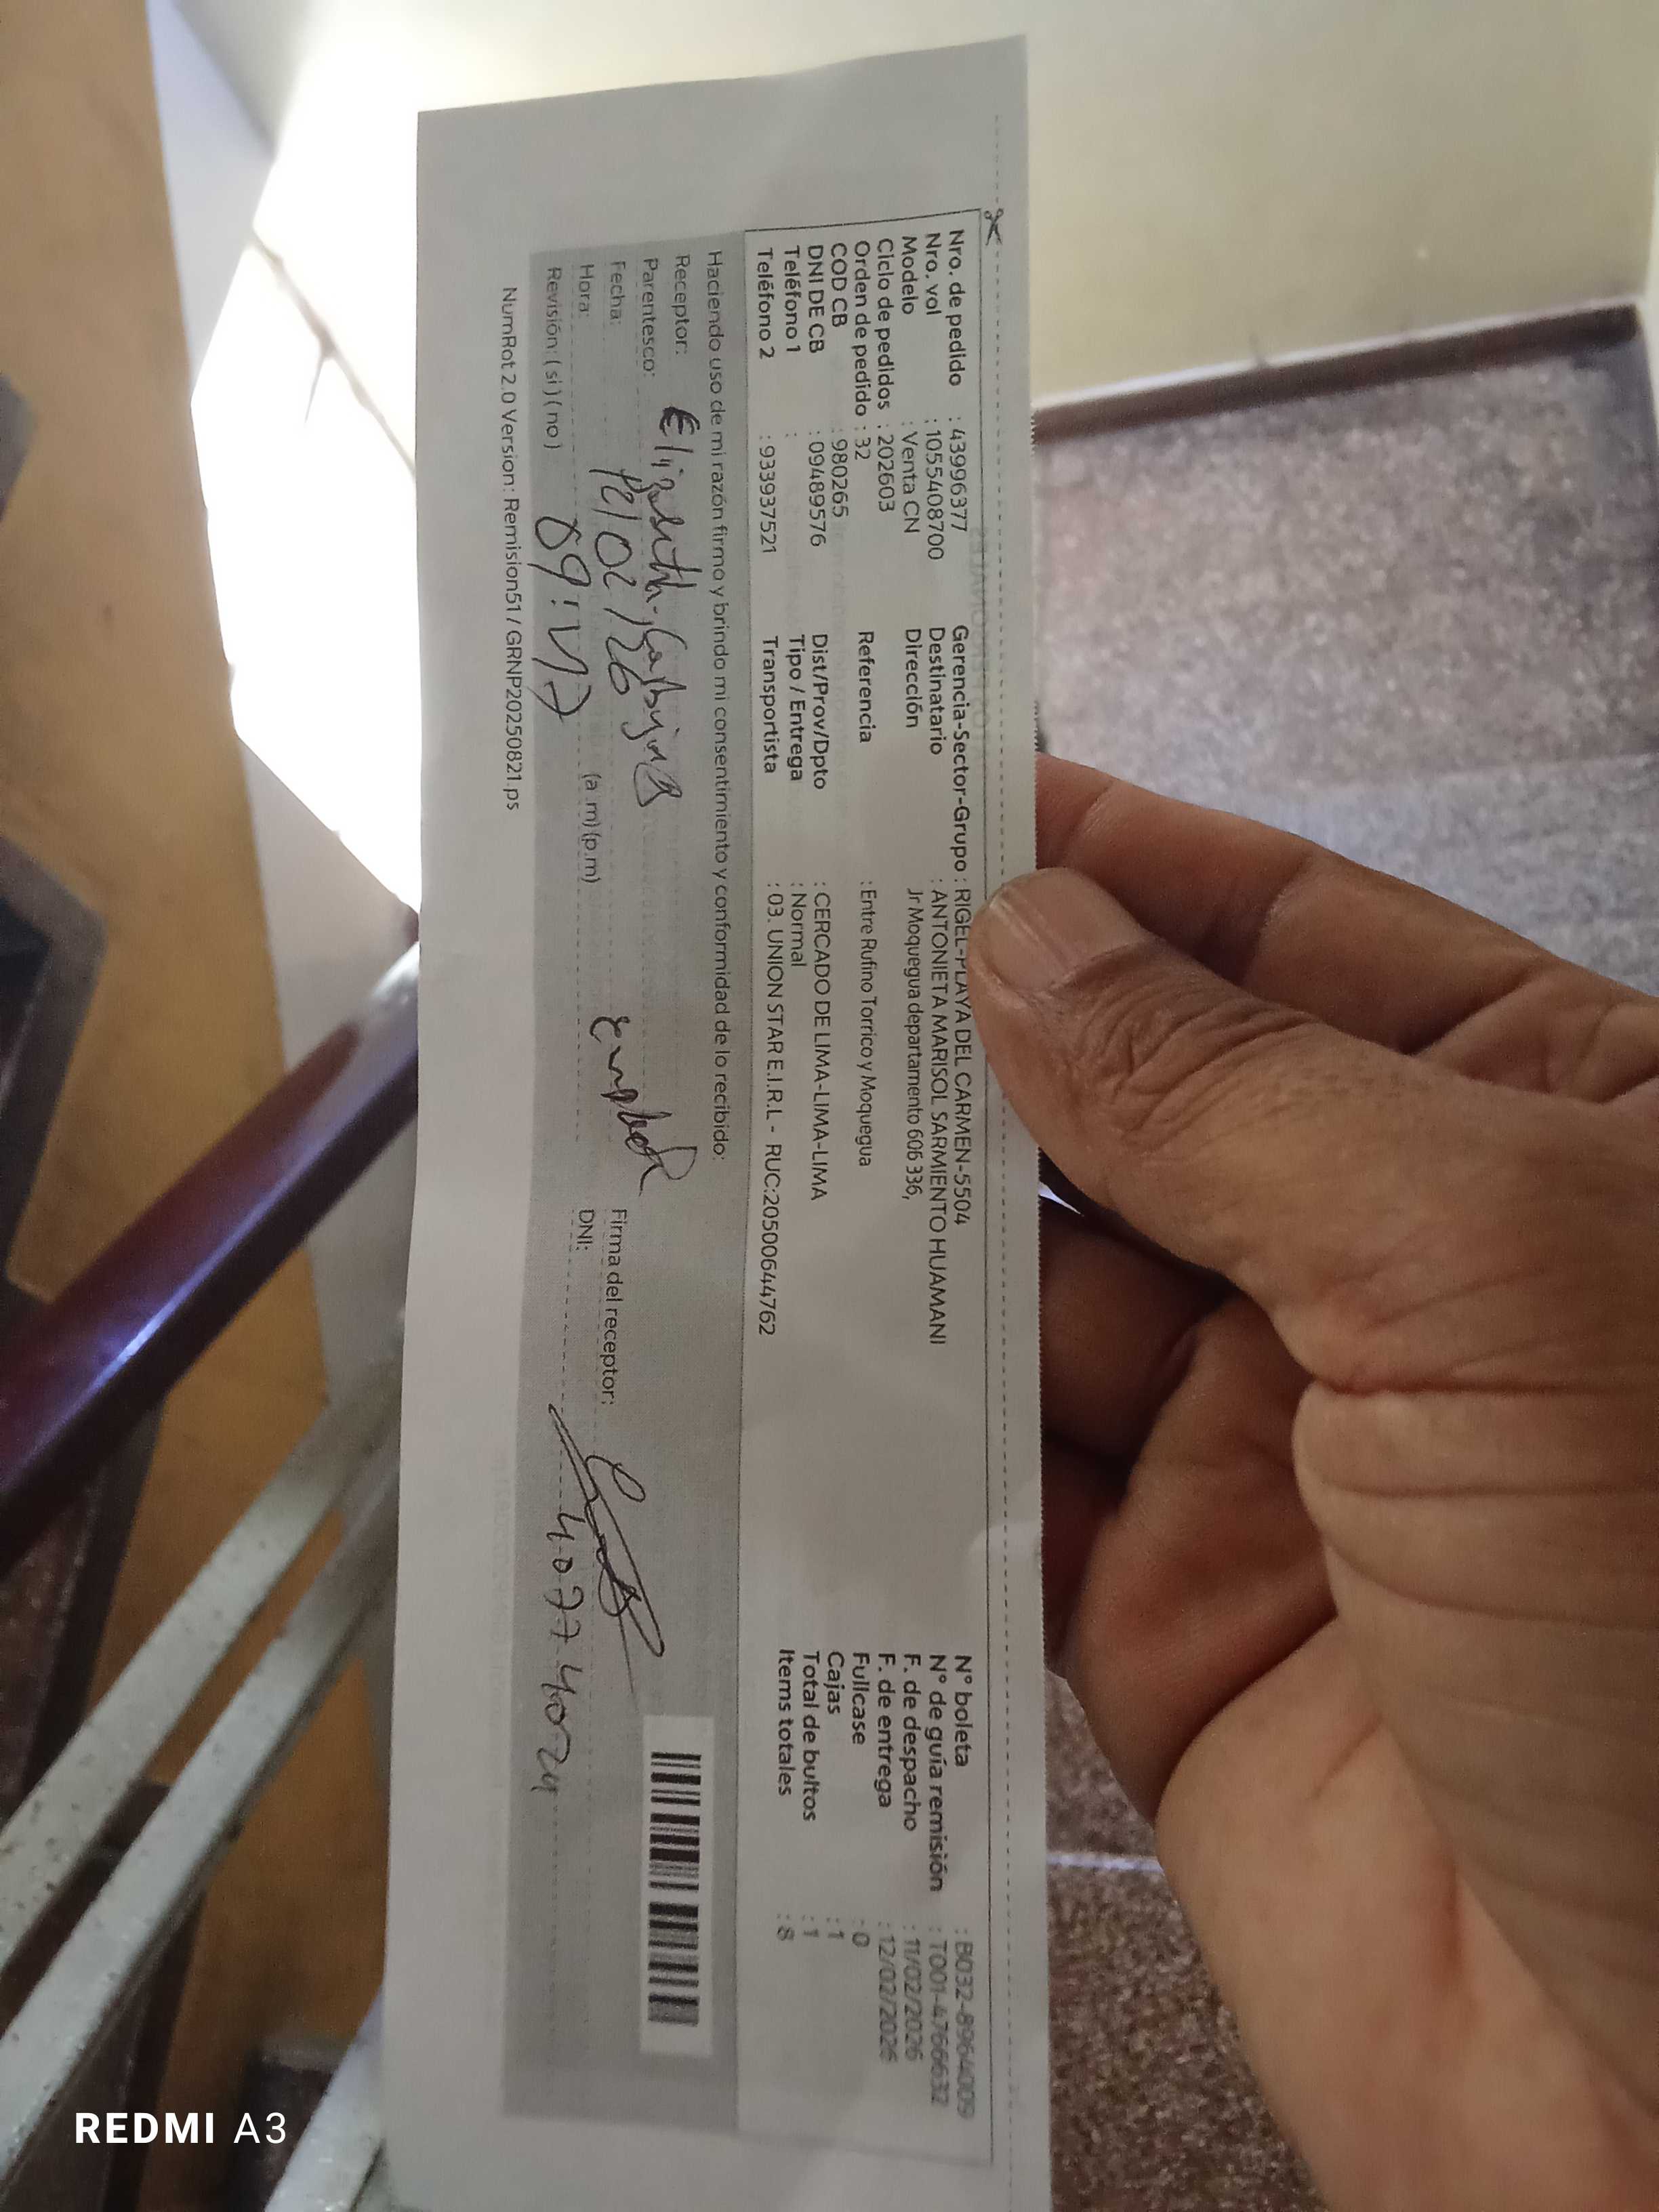 Nro. de pedido : 43996377 Gerencia-Sector-Grupo : RIGEL-PLAYA DEL CARMEN-5504 N° boleta : B032-8964009
Nro. vol : 1055408700 Destinatario : ANTONIETA MARISOL SARMIENTO HUAMANI N° de guía remisión : T001-4766632
Modelo : Venta CN Dirección Jr Moquegua departamento 606 336, F. de despacho : 11/02/2026
Ciclo de pedidos : 202603 F. de entrega : 12/02/2026
Orden de pedido : 32 Referencia : Entre Rufino Torrico y Moquegua Fullcase : 0
COD CB : 980265 Cajas : 1
DNI DE CB : 09489576 Dist/Prov/Dpto : CERCADO DE LIMA-LIMA-LIMA Total de bultos : 1
Teléfono 1 : Tipo / Entrega : Normal Items totales : 8
Teléfono 2 : 933937521 Transportista : 03. UNION STAR E.I.R.L - RUC:20500644762
Haciendo uso de mi razón firmo y brindo mi consentimiento y conformidad de lo recibido:
Receptor: Elizabeth
Parentesco:
Fecha: 12/02/26 Firma del receptor:
Hora: 09:47 (a.m) (p.m) DNI: 40774024
Revisión: ( si ) ( no )
NumRot 2.0 Version: Remision51 / GRNP20250821.ps
REDMI A3